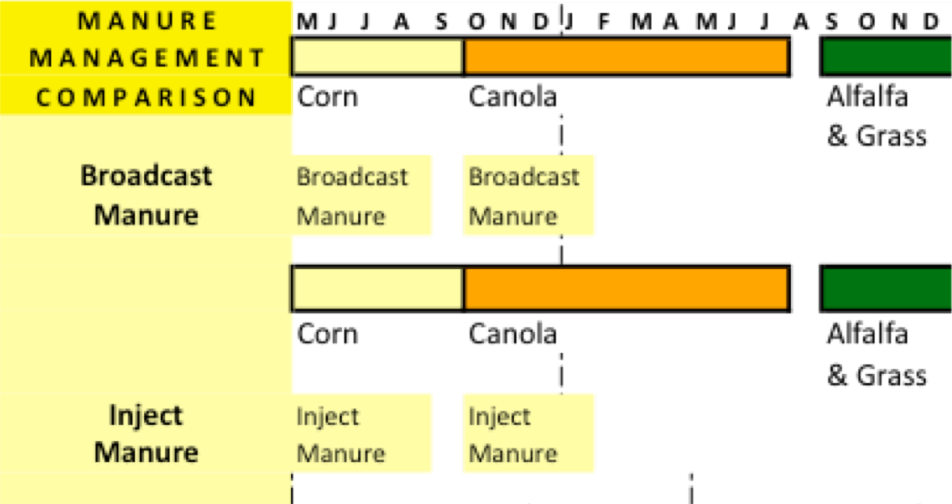 MANURE M J J A S O N D J F M A M J J A S O N D
MANAGEMENT
COMPARISON Corn Canola Alfalfa
& Grass
Broadcast Broadcast Broadcast
Manure Manure Manure
Corn Canola Alfalfa
& Grass
Inject Inject Inject
Manure Manure Manure